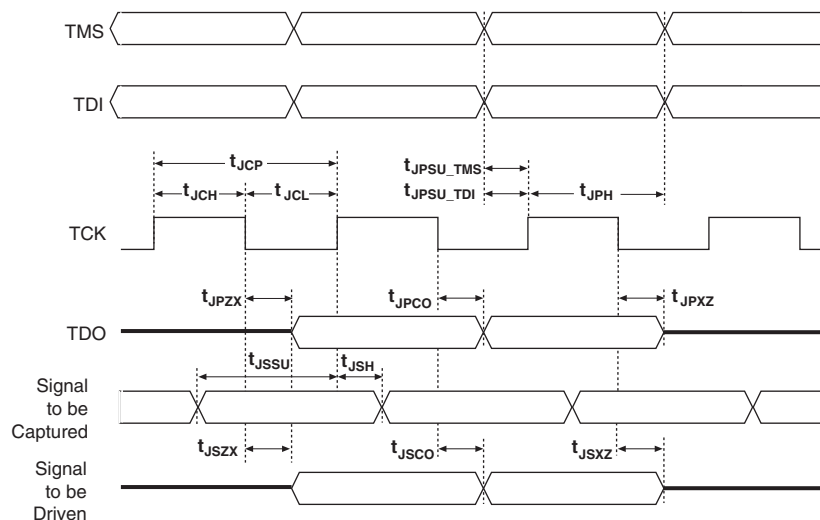 TMS
TDI
tJCP
tJPSU_TMS
tJCH
tJCL
tJPSU_TDI
tJPH
TCK
tJPZX
tJPCO
tJPXZ
TDO
tJSSU
tJSH
Signal
to be
Captured
tJSZX
tJSCO
tJSXZ
Signal
to be
Driven